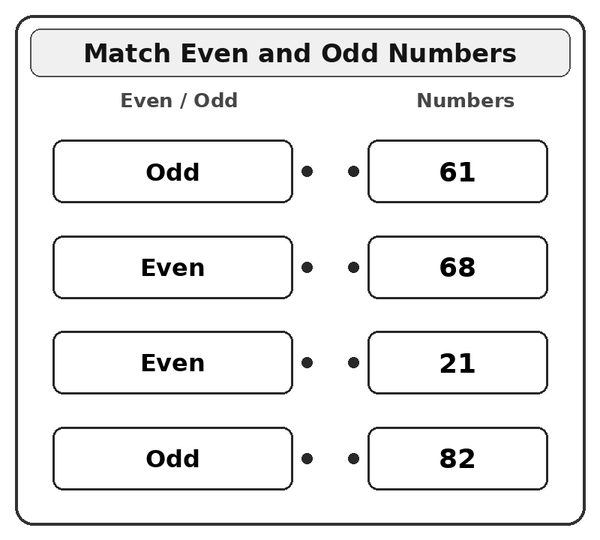 Match Even and Odd Numbers
Even / Odd Numbers
Odd 61
Even 68
Even 21
Odd 82